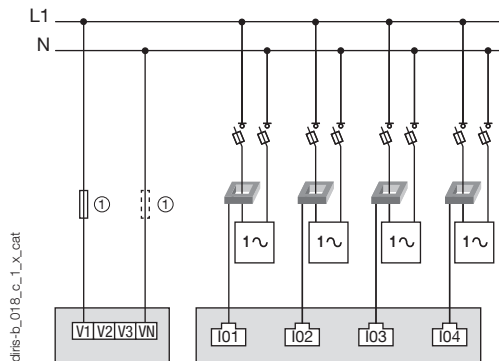 L1
N
① ①
1∿ 1∿ 1∿ 1∿
V1 V2 V3 VN I01 I02 I03 I04
diris-b_018_c_1_x_cat